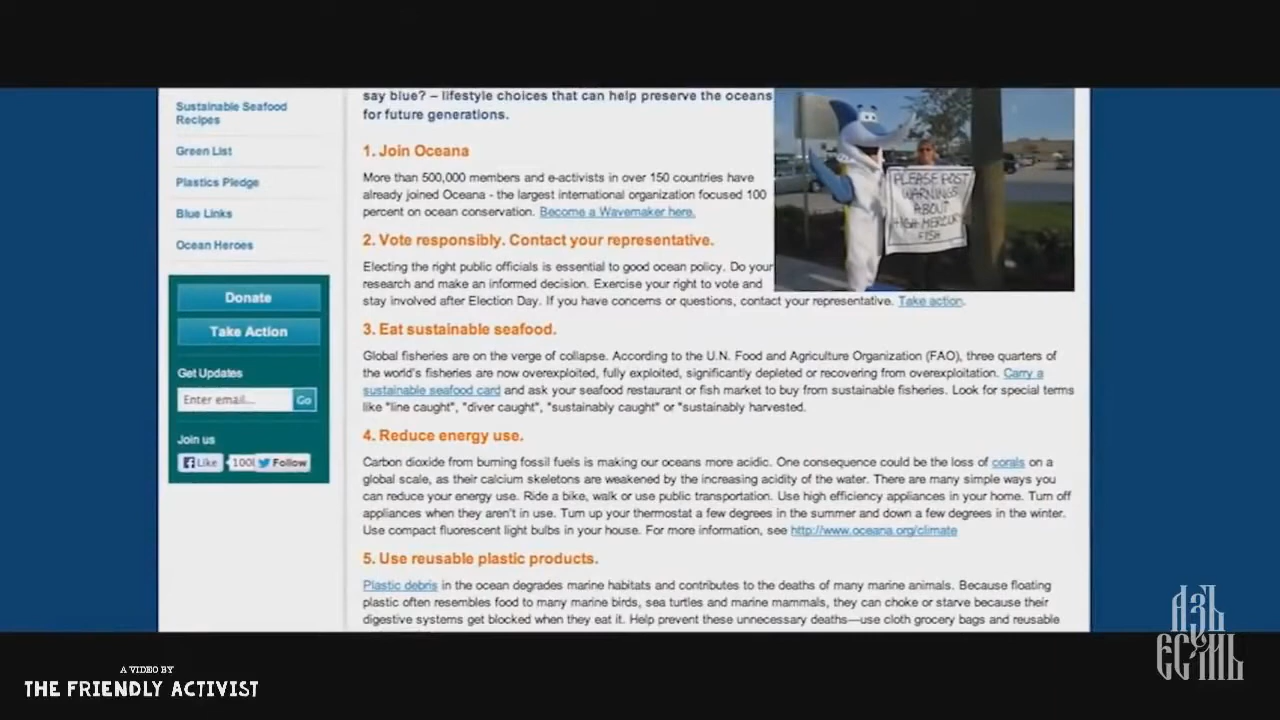 Sustainable Seafood
Recipes
Green List
Plastics Pledge
Blue Links
Ocean Heroes
Donate
Take Action
Get Updates
Enter email...
Go
Join us
Like
100
Follow
say blue? – lifestyle choices that can help preserve the oceans
for future generations.
1. Join Oceana
More than 500,000 members and e-activists in over 150 countries have
already joined Oceana - the largest international organization focused 100
percent on ocean conservation. Become a Wavemaker here.
2. Vote responsibly. Contact your representative.
Electing the right public officials is essential to good ocean policy. Do your
research and make an informed decision. Exercise your right to vote and
stay involved after Election Day. If you have concerns or questions, contact your representative. Take action.
3. Eat sustainable seafood.
Global fisheries are on the verge of collapse. According to the U.N. Food and Agriculture Organization (FAO), three quarters of
the world's fisheries are now overexploited, fully exploited, significantly depleted or recovering from overexploitation. Carry a
sustainable seafood card and ask your seafood restaurant or fish market to buy from sustainable fisheries. Look for special terms
like "line caught", "diver caught", "sustainably caught" or "sustainably harvested.
4. Reduce energy use.
Carbon dioxide from burning fossil fuels is making our oceans more acidic. One consequence could be the loss of corals on a
global scale, as their calcium skeletons are weakened by the increasing acidity of the water. There are many simple ways you
can reduce your energy use. Ride a bike, walk or use public transportation. Use high efficiency appliances in your home. Turn off
appliances when they aren't in use. Turn up your thermostat a few degrees in the summer and down a few degrees in the winter.
Use compact fluorescent light bulbs in your house. For more information, see http://www.oceana.org/climate
5. Use reusable plastic products.
Plastic debris in the ocean degrades marine habitats and contributes to the deaths of many marine animals. Because floating
plastic often resembles food to many marine birds, sea turtles and marine mammals, they can choke or starve because their
digestive systems get blocked when they eat it. Help prevent these unnecessary deaths—use cloth grocery bags and reusable
PLEASE POST
WARNINGS
ABOUT
HIGH MERCURY
FISH
A VIDEO BY
THE FRIENDLY ACTIVIST
АЗЪ
ЄСМЬ